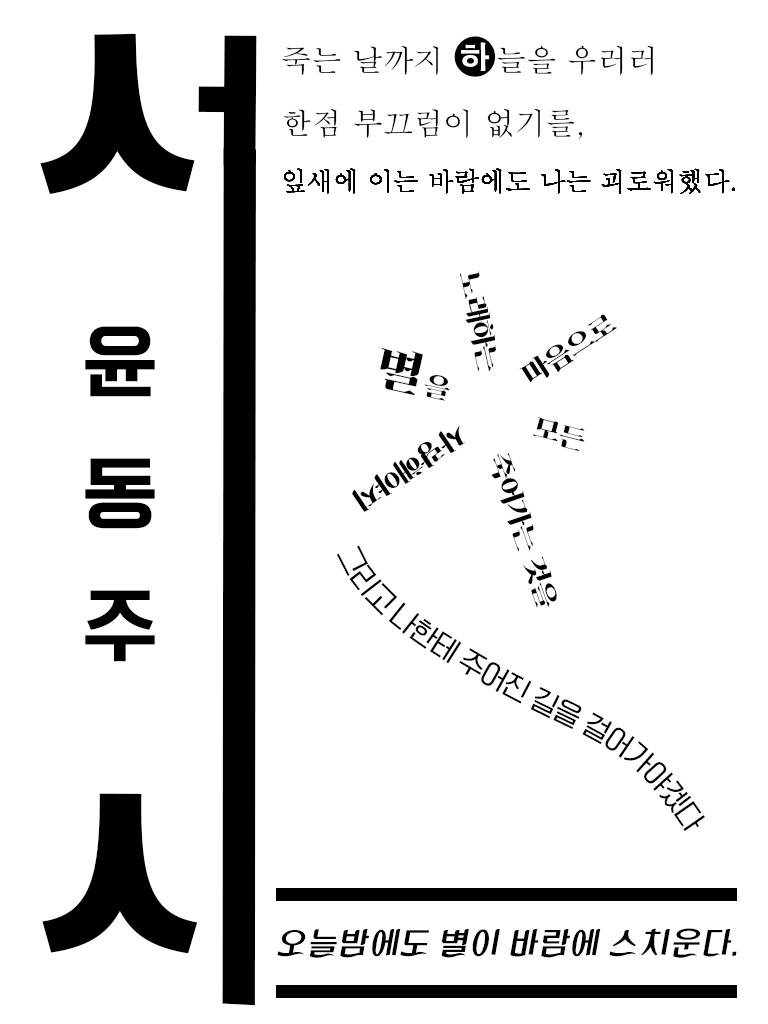 서시
윤동주
죽는 날까지 하늘을 우러러
한점 부끄럼이 없기를,
잎새에 이는 바람에도 나는 괴로워했다.
별을
노래하는
마음으로
모든
죽어가는 것을
사랑해야지
그리고 나한테 주어진 길을 걸어가야겠다
오늘밤에도 별이 바람에 스치운다.